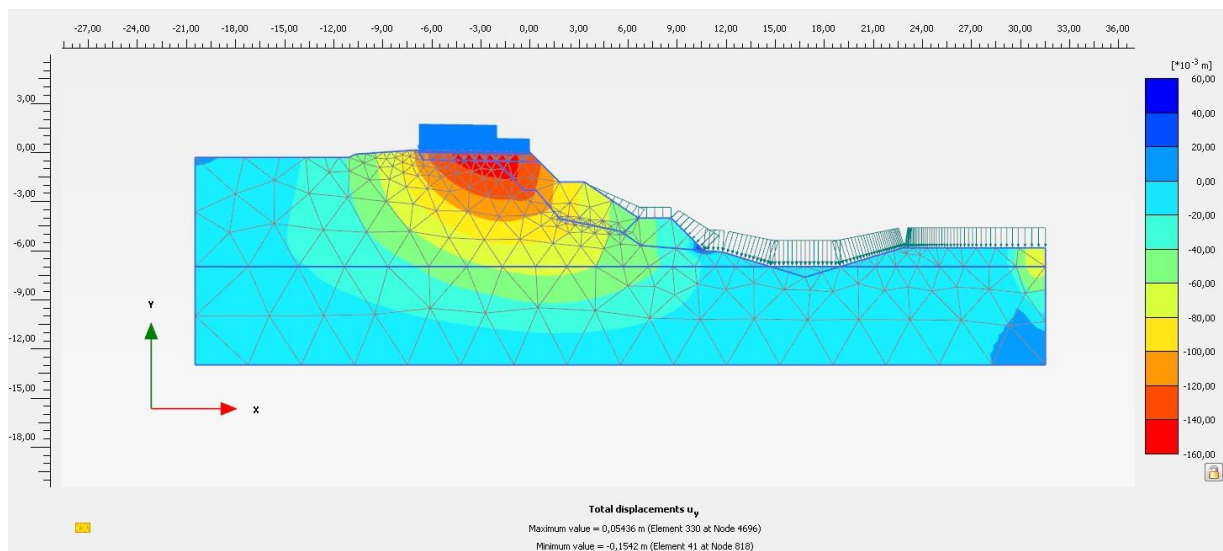 -27,00 -24,00 -21,00 -18,00 -15,00 -12,00 -9,00 -6,00 -3,00 0,00 3,00 6,00 9,00 12,00 15,00 18,00 21,00 24,00 27,00 30,00 33,00 36,00
[*10⁻³ m]
60,00
3,00
40,00
20,00
0,00
0,00
-3,00
-20,00
-6,00
-40,00
-9,00
-60,00
Y
-80,00
-12,00
-100,00
-15,00
-120,00
X
-18,00
-140,00
-160,00
Total displacements uy
Maximum value = 0,05436 m (Element 330 at Node 4696)
Minimum value = -0,1542 m (Element 41 at Node 818)